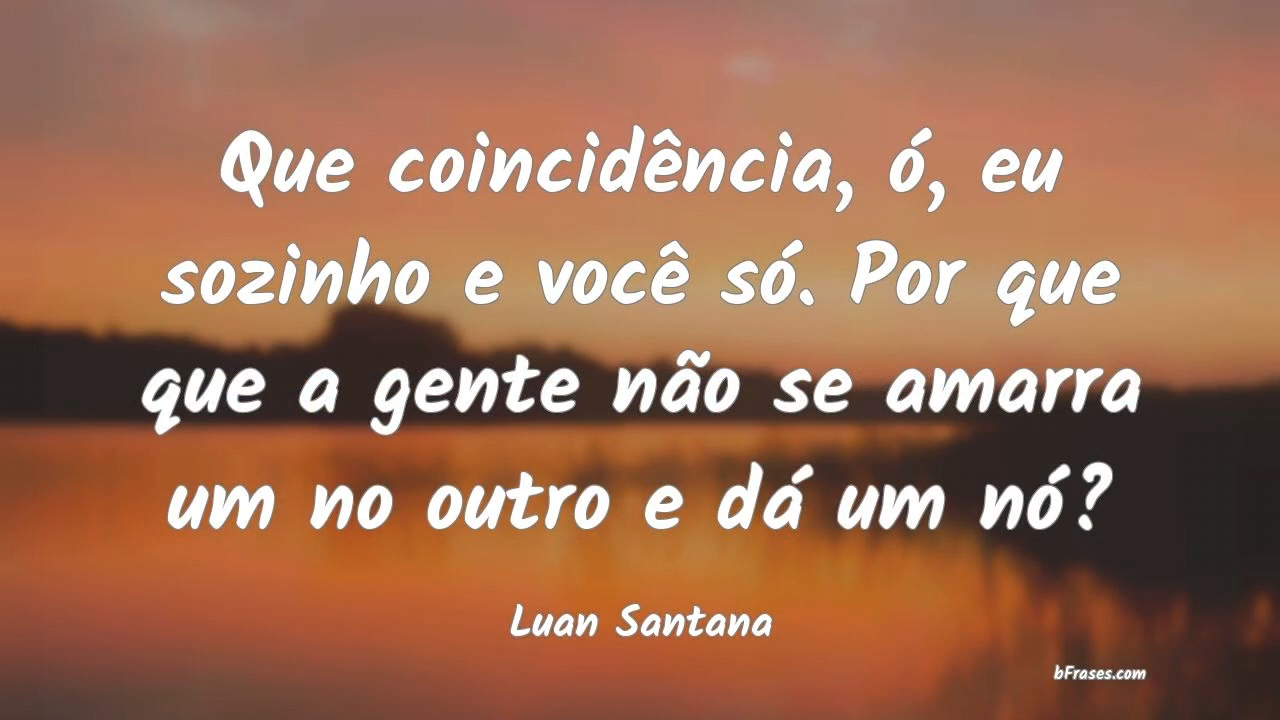 Que coincidência, ó, eu
sozinho e você só. Por que
que a gente não se amarra
um no outro e dá um nó?
Luan Santana
bFrases.com